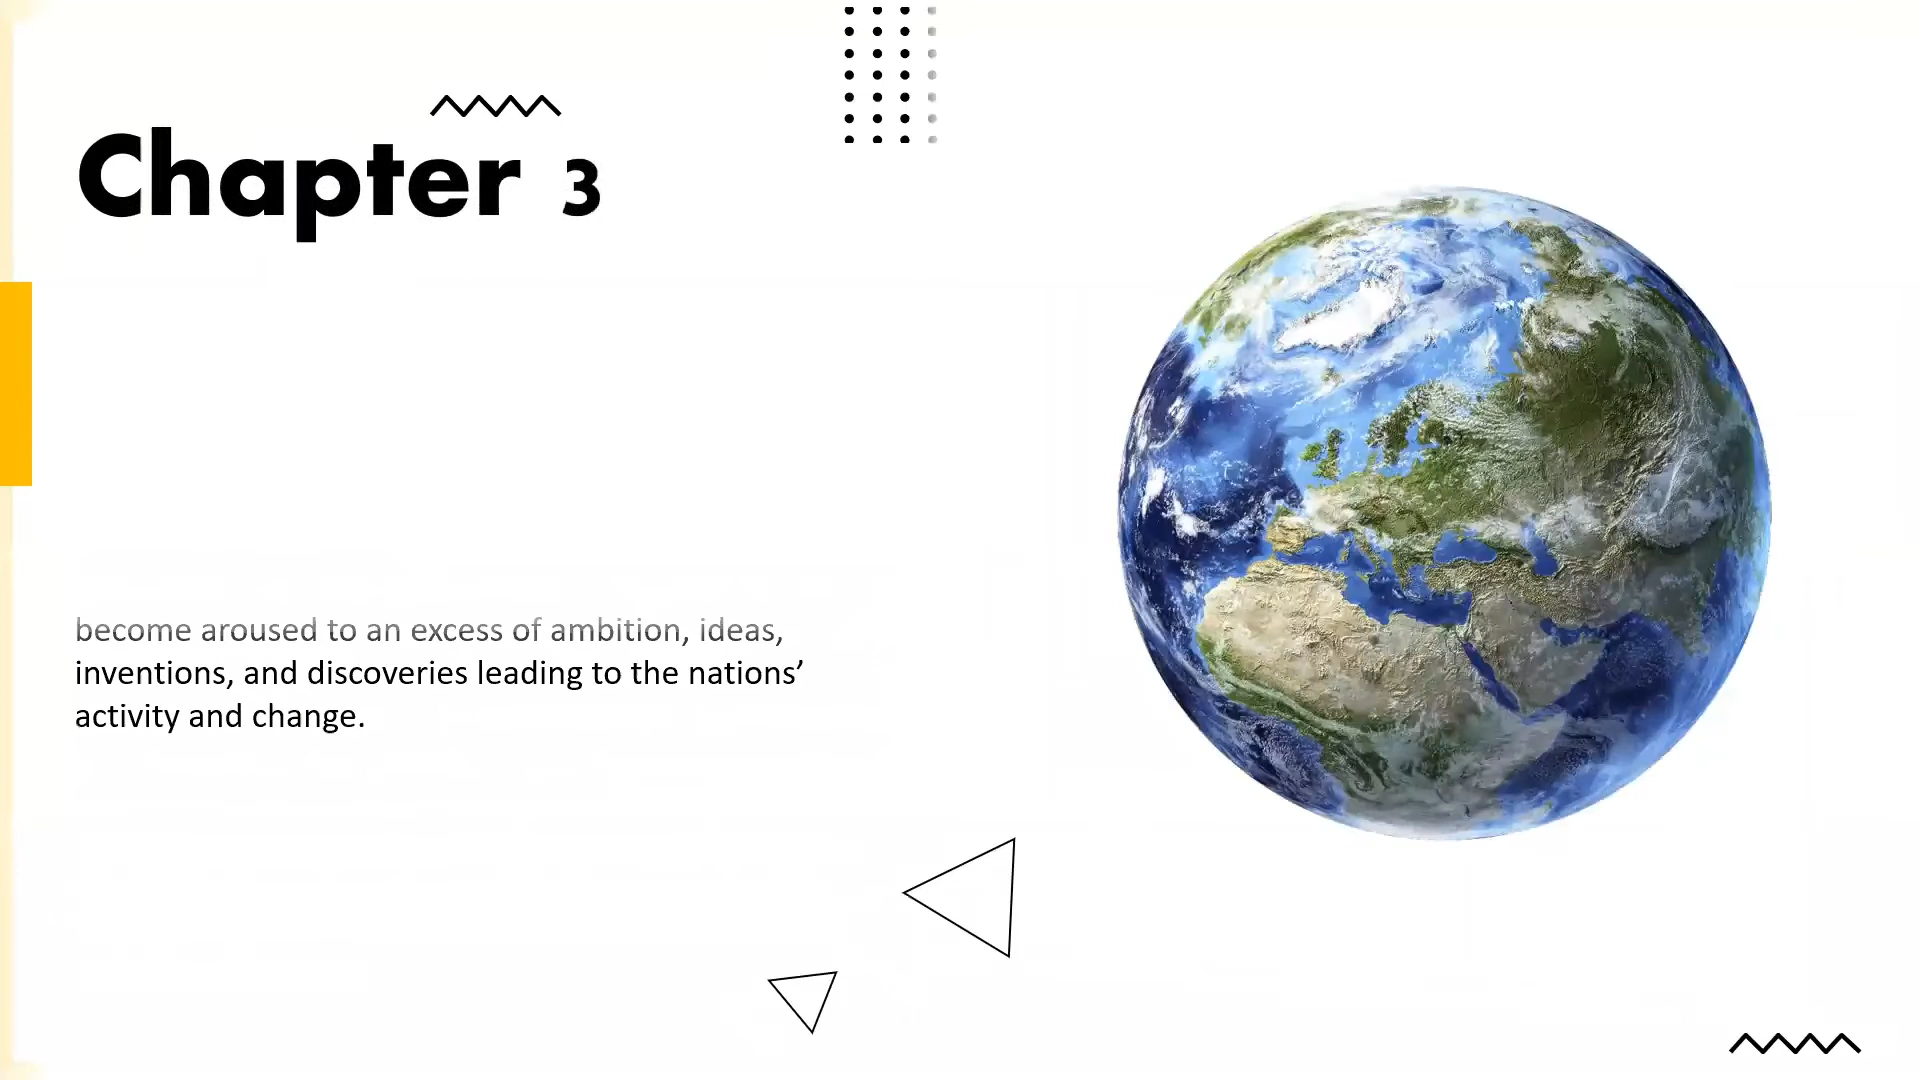 Chapter 3
become aroused to an excess of ambition, ideas,
inventions, and discoveries leading to the nations’
activity and change.